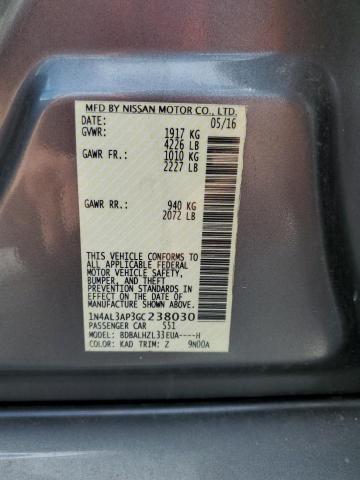 MFD BY NISSAN MOTOR CO., LTD.
DATE: 05/16
GVWR: 1917 KG
4226 LB
GAWR FR.: 1010 KG
2227 LB
GAWR RR.: 940 KG
2072 LB
THIS VEHICLE CONFORMS TO
ALL APPLICABLE FEDERAL
MOTOR VEHICLE SAFETY,
BUMPER, AND THEFT
PREVENTION STANDARDS IN
EFFECT ON THE DATE OF
MANUFACTURE SHOWN ABOVE.
1N4AL3AP3GC238030
PASSENGER CAR S51
MODEL: BDBALHZL33EUA----H
COLOR: KAD TRIM: Z 9N00A